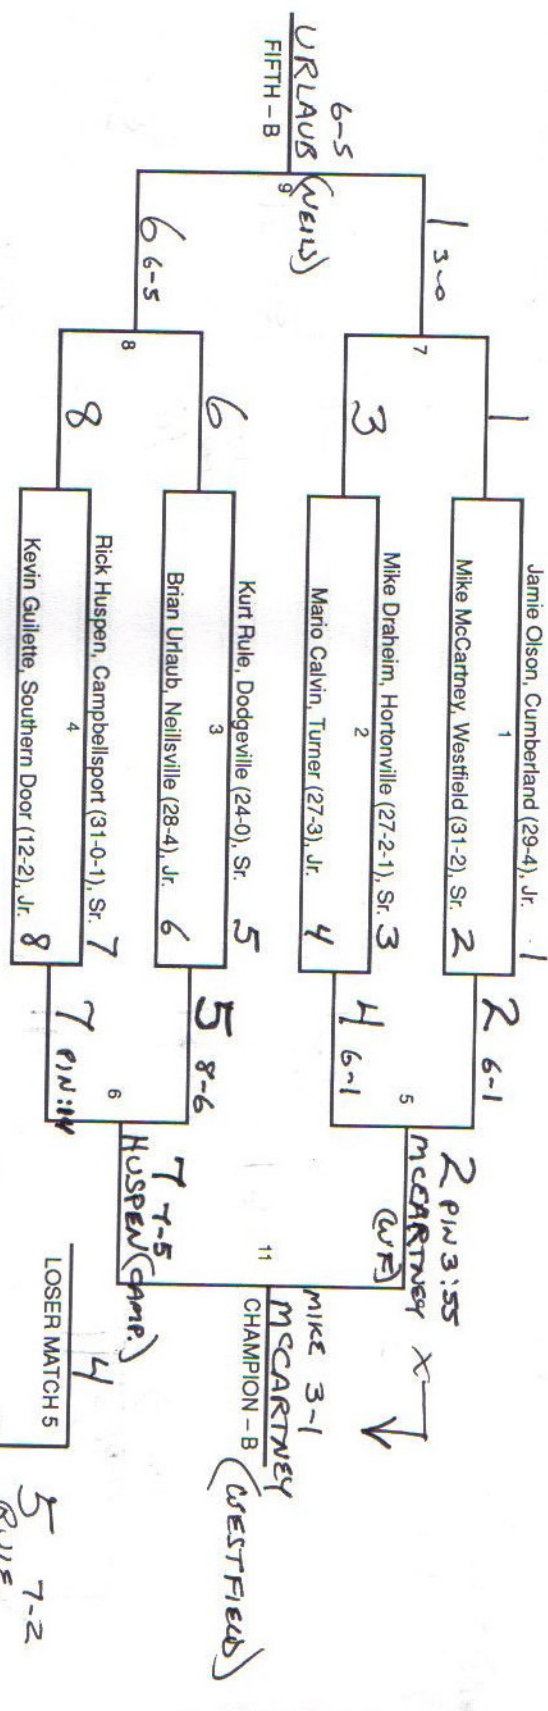 Jamie Olson, Cumberland (29-4), Jr. 1
1
Mike McCartney, Westfield (31-2), Sr. 2
Mike Draheim, Hortonville (27-2-1), Sr. 3
2
Mario Calvin, Turner (27-3), Jr. 4
Kurt Rule, Dodgeville (24-0), Sr. 5
3
Brian Urlaub, Neillsville (28-4), Jr. 6
Rick Huspen, Campbellsport (31-0-1), Sr. 7
4
Kevin Guilette, Southern Door (12-2), Jr. 8
2 6-1
5
4 6-1
5 8-6
6
7 PIN :14
2 PIN 3:55
MCCARTNEY X
(WF)
7 7-5
HUSPEN (CAMP.)
11
MIKE 3-1
MCCARTNEY
CHAMPION – B
(WESTFIELD)
1
7
3
6
8
8
1 3-0
9
6 6-5
6-5
URLAUB (NEILS)
FIFTH – B
4
LOSER MATCH 5
5 7-2
RULE